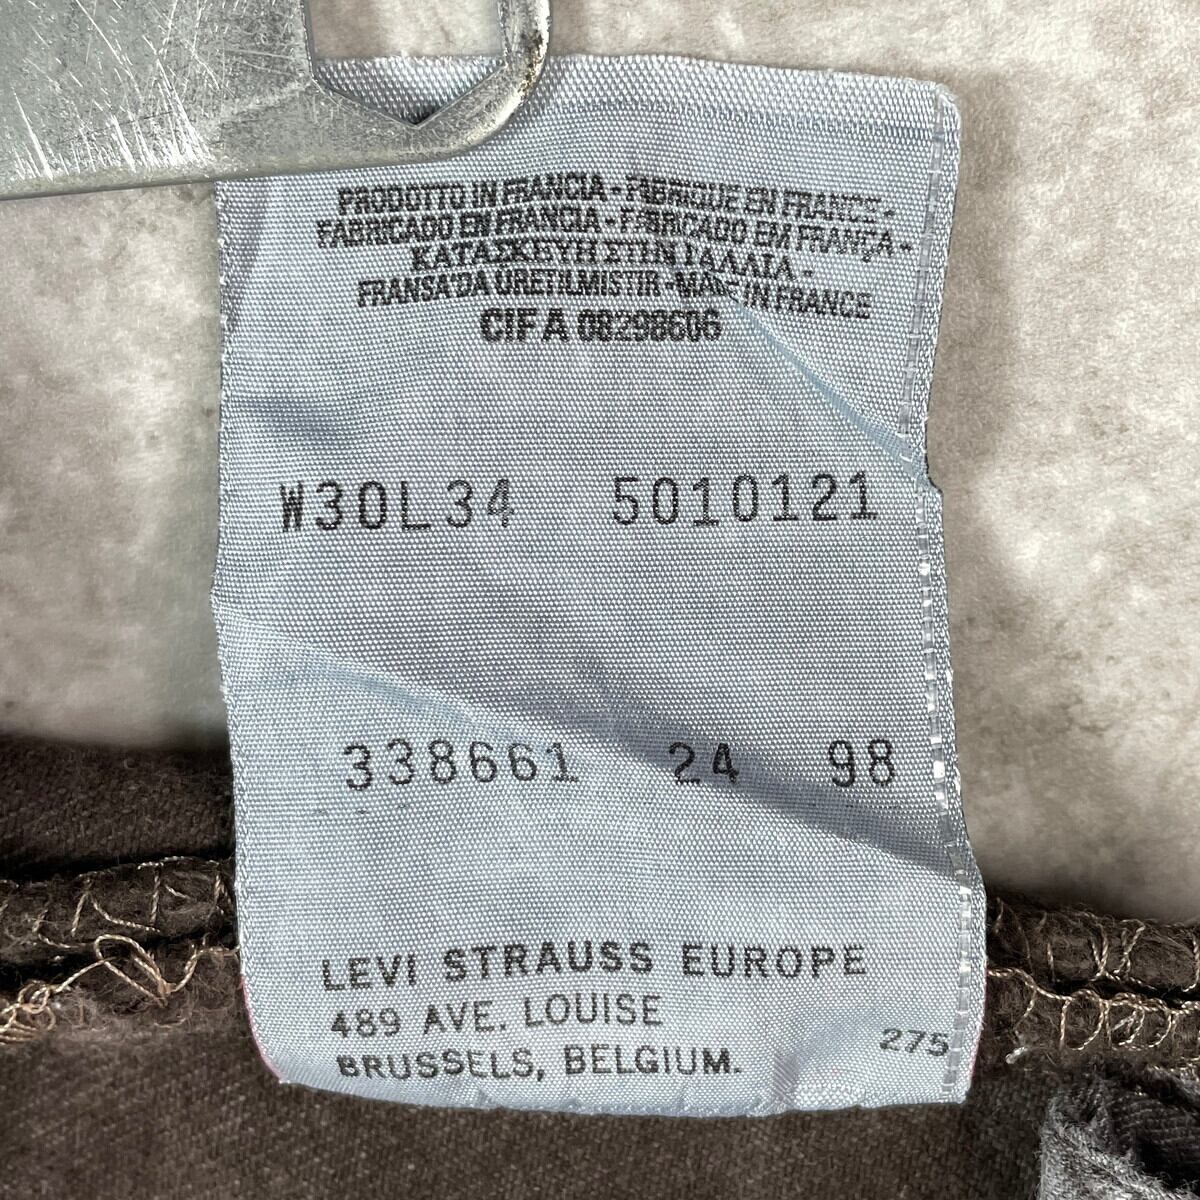 PRODOTTO IN FRANCIA - FABRIQUE EN FRANCE -
FABRICADO EN FRANCIA - FABRICADO EM FRANÇA -
ΚΑΤΑΣΚΕΥΗ ΣΤΗΝ ΓΑΛΛΙΑ -
FRANSA'DA URETILMISTIR - MADE IN FRANCE
CIF A 08298606
W30L34 5010121
338661 24 98
LEVI STRAUSS EUROPE
489 AVE. LOUISE
BRUSSELS, BELGIUM.
275